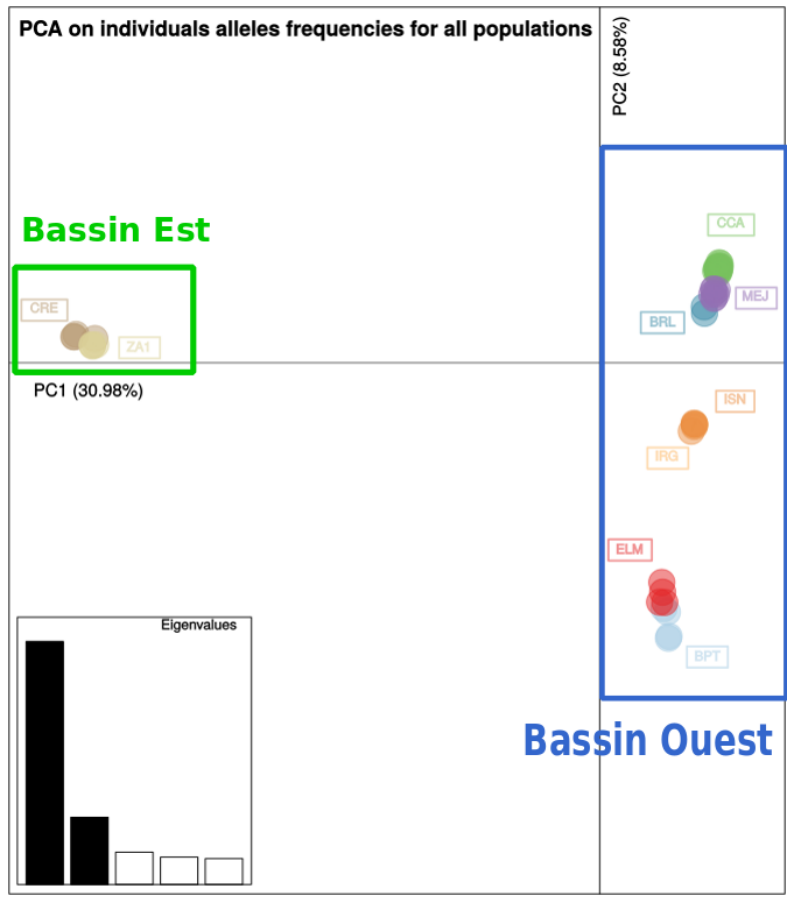 PCA on individuals alleles frequencies for all populations
PC2 (8.58%)
Bassin Est
CCA
CRE
MEJ
BRL
ZA1
PC1 (30.98%)
ISN
IRG
ELM
Eigenvalues
BPT
Bassin Ouest